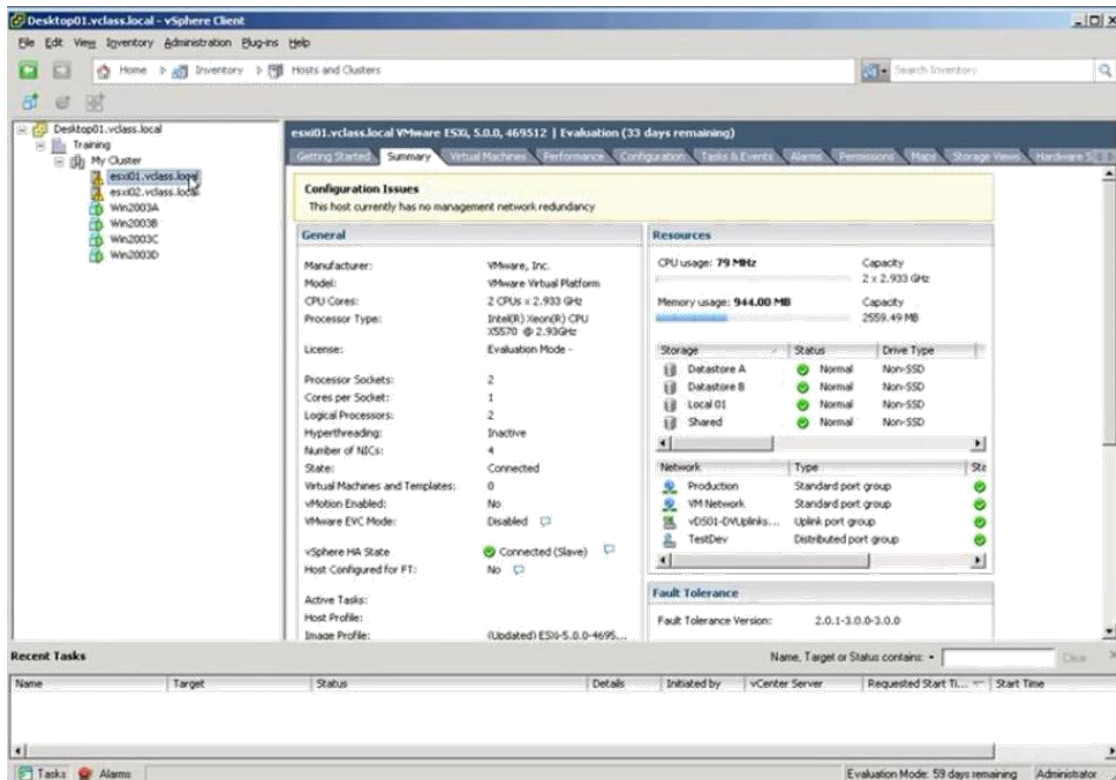 Desktop01.vclass.local - vSphere Client
File Edit View Inventory Administration Plug-ins Help
Home Inventory Hosts and Clusters
Search Inventory
Desktop01.vclass.local
Training
My Cluster
esxi01.vclass.local
esxi02.vclass.local
Win2003A
Win2003B
Win2003C
Win2003D
esxi01.vclass.local VMware ESXi, 5.0.0, 469512 | Evaluation (33 days remaining)
Getting Started Summary Virtual Machines Performance Configuration Tasks & Events Alarms Permissions Maps Storage Views Hardware S
Configuration Issues
This host currently has no management network redundancy
General
Manufacturer: VMware, Inc.
Model: VMware Virtual Platform
CPU Cores: 2 CPUs x 2.933 GHz
Processor Type: Intel(R) Xeon(R) CPU
X5570 @ 2.93GHz
License: Evaluation Mode -
Processor Sockets: 2
Cores per Socket: 1
Logical Processors: 2
Hyperthreading: Inactive
Number of NICs: 4
State: Connected
Virtual Machines and Templates: 0
vMotion Enabled: No
VMware EVC Mode: Disabled
vSphere HA State Connected (Slave)
Host Configured for FT: No
Active Tasks:
Host Profile:
Image Profile: (Updated) ESXi-5.0.0-4695...
Resources
CPU usage: 79 MHz Capacity
2 x 2.933 GHz
Memory usage: 944.00 MB Capacity
2559.49 MB
Storage Status Drive Type
Datastore A Normal Non-SSD
Datastore B Normal Non-SSD
Local 01 Normal Non-SSD
Shared Normal Non-SSD
Network Type Sta
Production Standard port group
VM Network Standard port group
vDS01-DVUplinks... Uplink port group
TestDev Distributed port group
Fault Tolerance
Fault Tolerance Version: 2.0.1-3.0.0-3.0.0
Recent Tasks
Name, Target or Status contains: Clear
Name Target Status Details Initiated by vCenter Server Requested Start Ti... Start Time
Tasks Alarms
Evaluation Mode: 59 days remaining Administrator